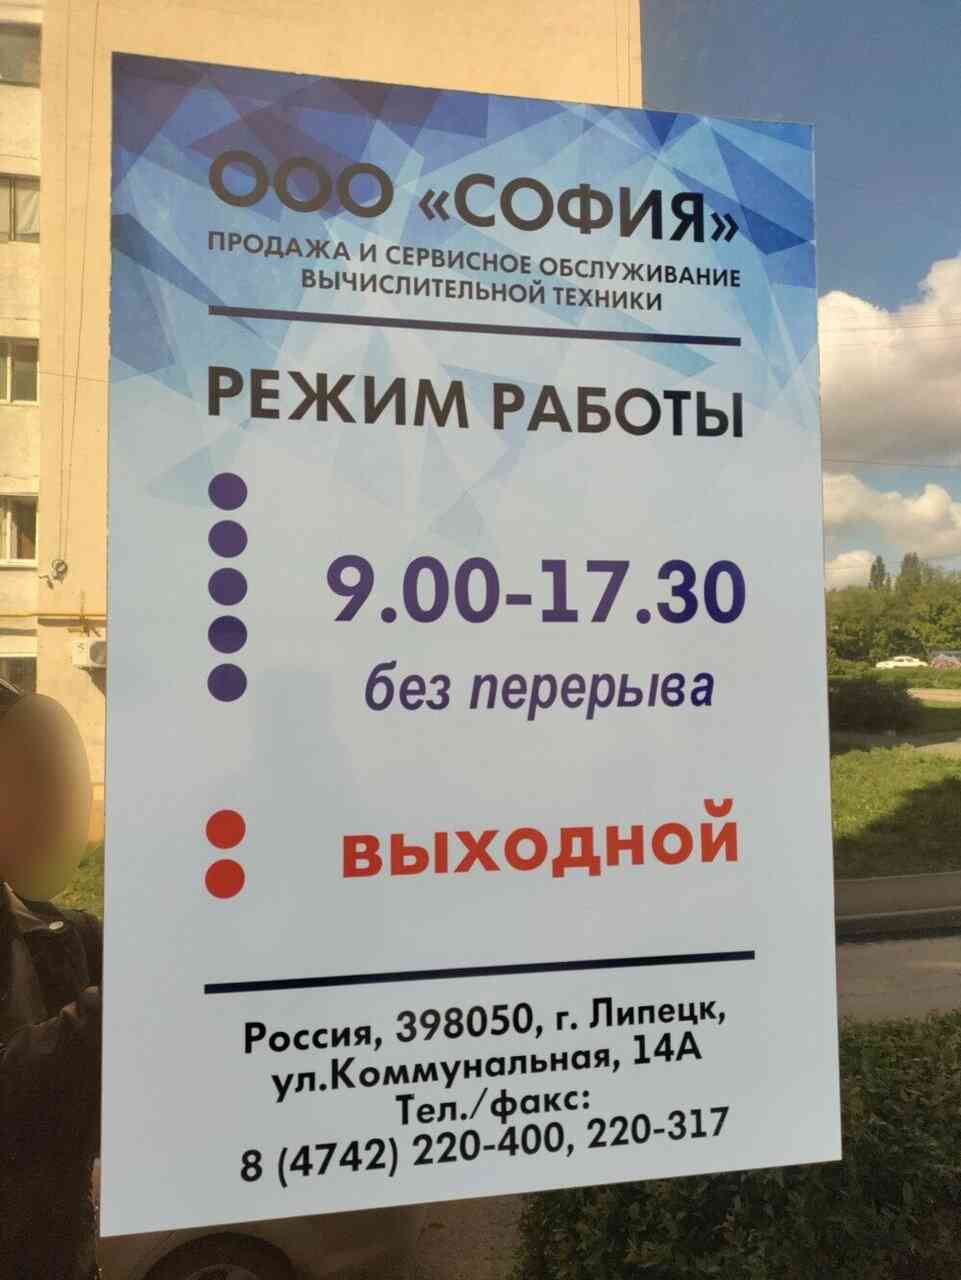 ООО «СОФИЯ»
ПРОДАЖА И СЕРВИСНОЕ ОБСЛУЖИВАНИЕ
ВЫЧИСЛИТЕЛЬНОЙ ТЕХНИКИ
РЕЖИМ РАБОТЫ
9.00-17.30
без перерыва
выходной
Россия, 398050, г. Липецк,
ул.Коммунальная, 14А
Тел./факс:
8 (4742) 220-400, 220-317